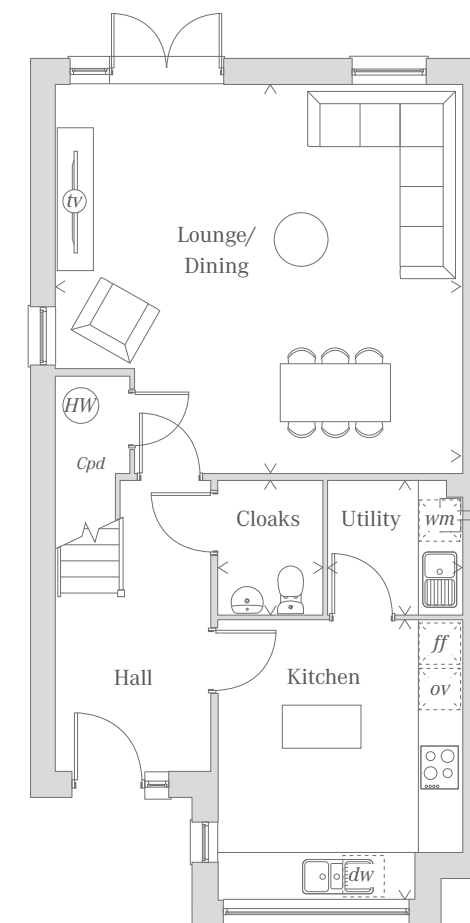 tv
Lounge/
Dining
HW
Cpd
Cloaks
Utility
wm
Hall
Kitchen
ff
ov
dw